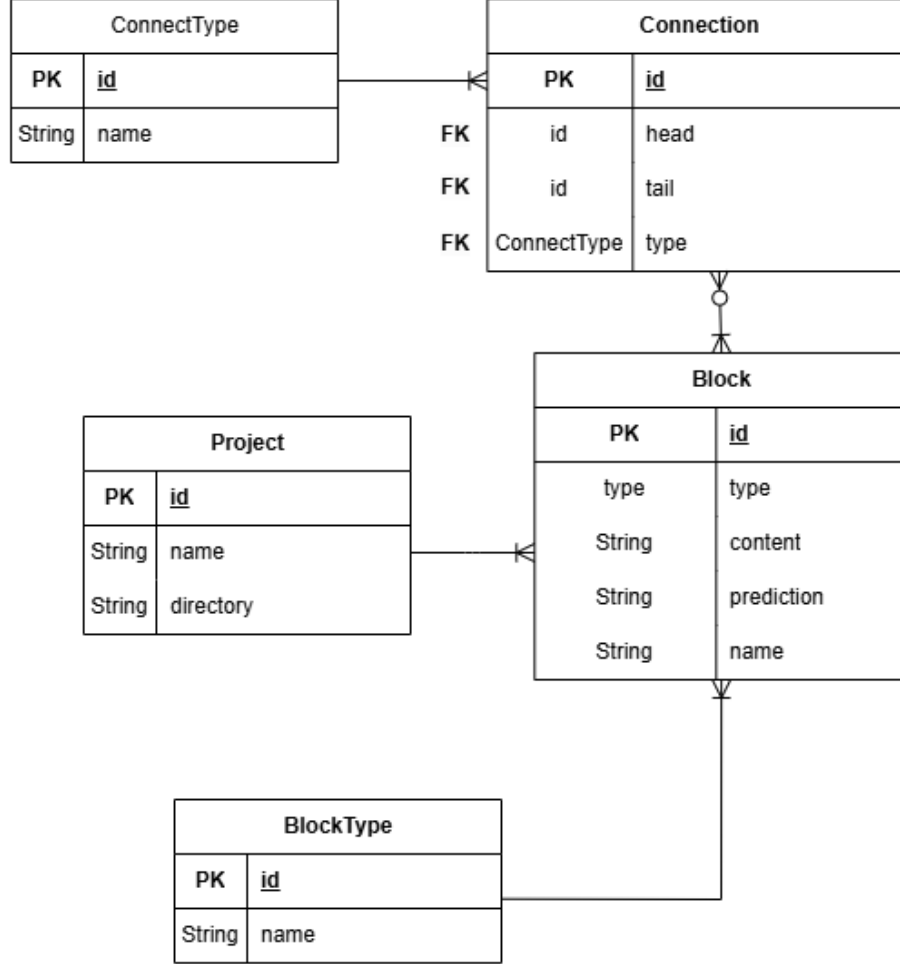 ConnectType
PK id
String name
Connection
PK id
FK id head
FK id tail
FK ConnectType type
Block
PK id
type type
String content
String prediction
String name
Project
PK id
String name
String directory
BlockType
PK id
String name